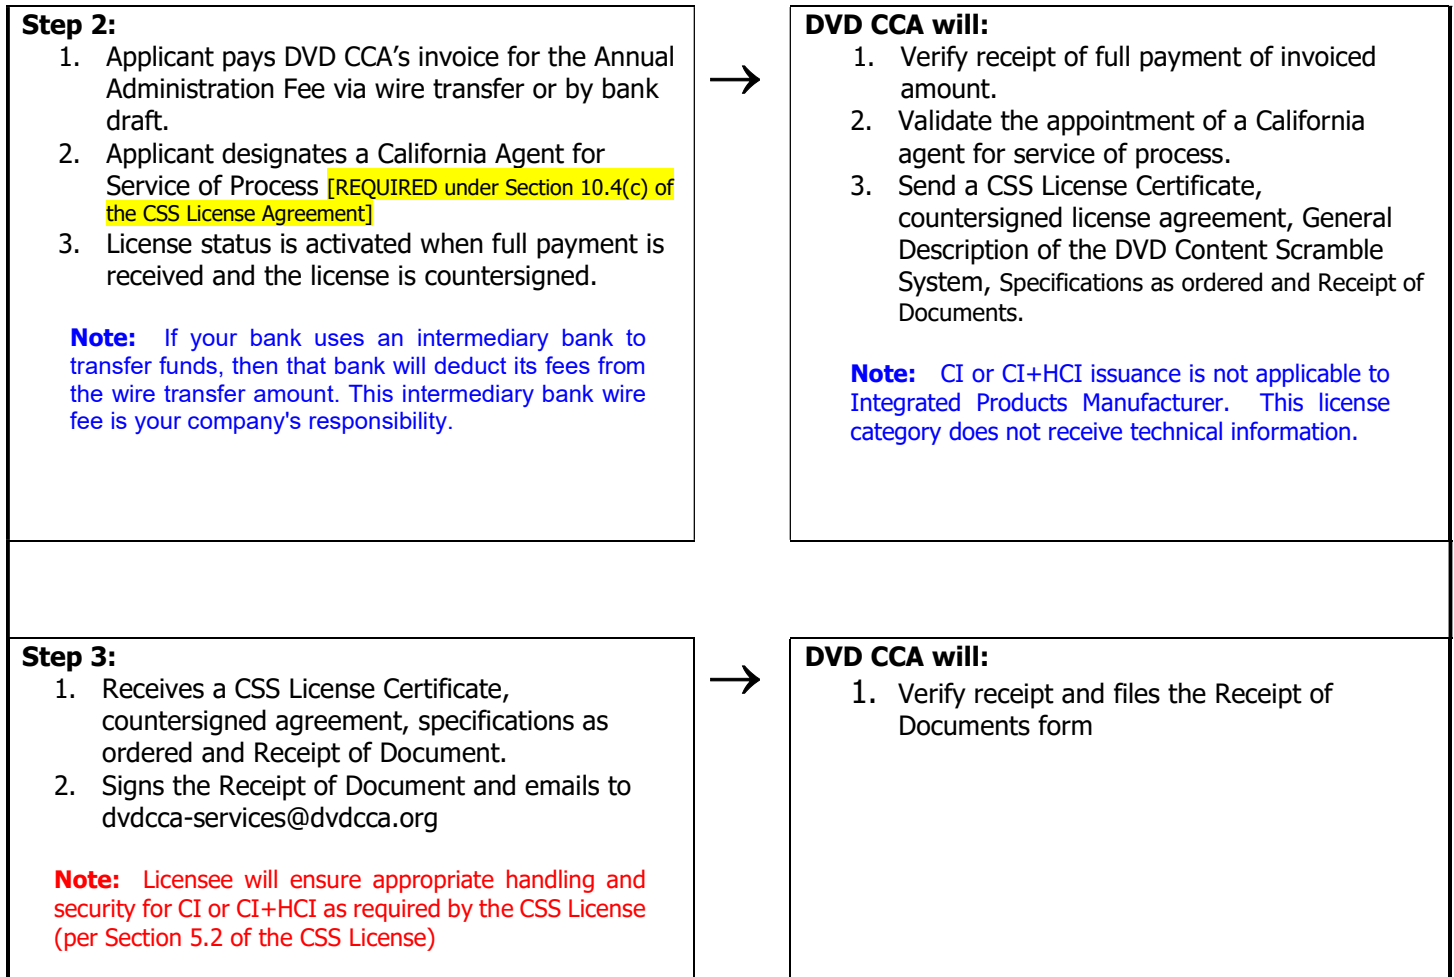 Step 2:
1. Applicant pays DVD CCA’s invoice for the Annual
Administration Fee via wire transfer or by bank
draft.
2. Applicant designates a California Agent for
Service of Process [REQUIRED under Section 10.4(c) of
the CSS License Agreement]
3. License status is activated when full payment is
received and the license is countersigned.
Note: If your bank uses an intermediary bank to
transfer funds, then that bank will deduct its fees from
the wire transfer amount. This intermediary bank wire
fee is your company's responsibility.
→
DVD CCA will:
1. Verify receipt of full payment of invoiced
amount.
2. Validate the appointment of a California
agent for service of process.
3. Send a CSS License Certificate,
countersigned license agreement, General
Description of the DVD Content Scramble
System, Specifications as ordered and Receipt of
Documents.
Note: CI or CI+HCI issuance is not applicable to
Integrated Products Manufacturer. This license
category does not receive technical information.
Step 3:
1. Receives a CSS License Certificate,
countersigned agreement, specifications as
ordered and Receipt of Document.
2. Signs the Receipt of Document and emails to
dvdcca-services@dvdcca.org
Note: Licensee will ensure appropriate handling and
security for CI or CI+HCI as required by the CSS License
(per Section 5.2 of the CSS License)
→
DVD CCA will:
1. Verify receipt and files the Receipt of
Documents form